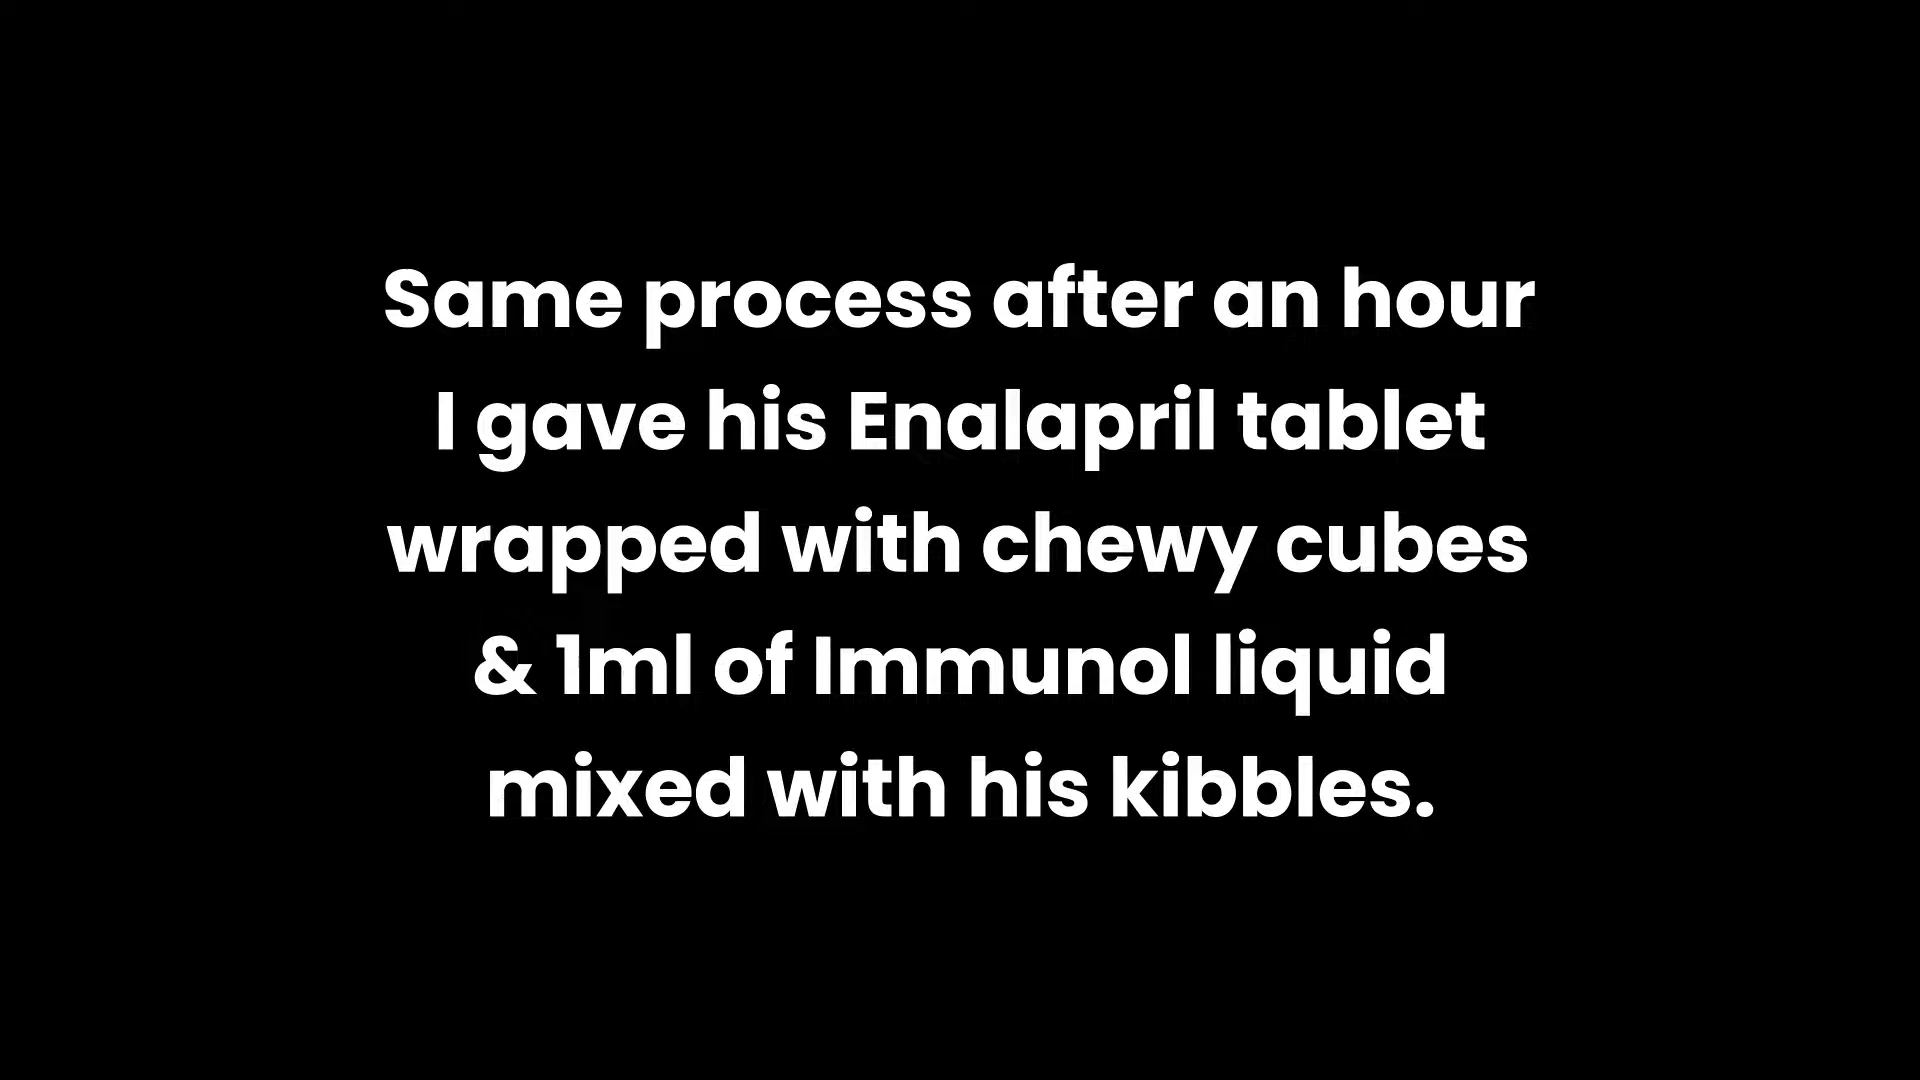 Same process after an hour
I gave his Enalapril tablet
wrapped with chewy cubes
& 1ml of Immunol liquid
mixed with his kibbles.